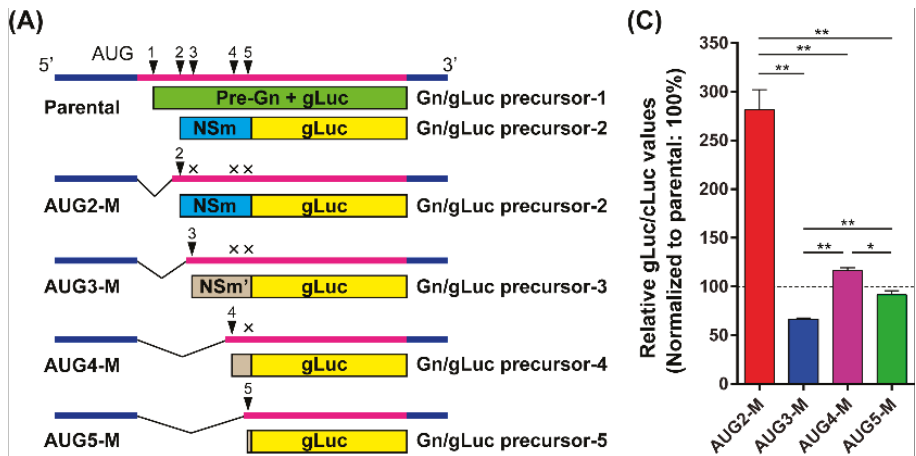 (A)
AUG 1 2 3 4 5
5’ 3’
Parental
Pre-Gn + gLuc Gn/gLuc precursor-1
NSm gLuc Gn/gLuc precursor-2
2 × × ×
AUG2-M
NSm gLuc Gn/gLuc precursor-2
3 × ×
AUG3-M
NSm’ gLuc Gn/gLuc precursor-3
4 ×
AUG4-M
gLuc Gn/gLuc precursor-4
5
AUG5-M
gLuc Gn/gLuc precursor-5
(C)
Relative gLuc/cLuc values
(Normalized to parental: 100%)
350
300
250
200
150
100
50
0
**
**
**
**
** *
AUG2-M
AUG3-M
AUG4-M
AUG5-M